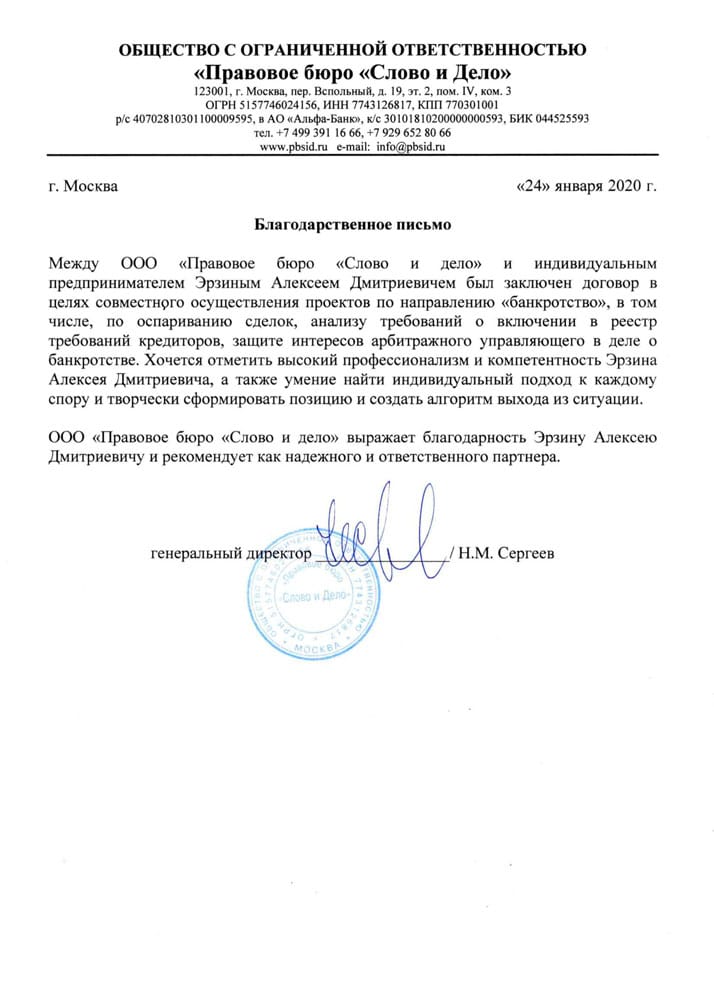 ОБЩЕСТВО С ОГРАНИЧЕННОЙ ОТВЕТСТВЕННОСТЬЮ
«Правовое бюро «Слово и Дело»
123001, г. Москва, пер. Вспольный, д. 19, эт. 2, пом. IV, ком. 3
ОГРН 5157746024156, ИНН 7743126817, КПП 770301001
р/с 40702810301100009595, в АО «Альфа-Банк», к/с 30101810200000000593, БИК 044525593
тел. +7 499 391 16 66, +7 929 652 80 66
www.pbsid.ru e-mail: info@pbsid.ru
г. Москва «24» января 2020 г.
Благодарственное письмо
Между ООО «Правовое бюро «Слово и дело» и индивидуальным
предпринимателем Эрзиным Алексеем Дмитриевичем был заключен договор в
целях совместного осуществления проектов по направлению «банкротство», в том
числе, по оспариванию сделок, анализу требований о включении в реестр
требований кредиторов, защите интересов арбитражного управляющего в деле о
банкротстве. Хочется отметить высокий профессионализм и компетентность Эрзина
Алексея Дмитриевича, а также умение найти индивидуальный подход к каждому
спору и творчески сформировать позицию и создать алгоритм выхода из ситуации.
ООО «Правовое бюро «Слово и дело» выражает благодарность Эрзину Алексею
Дмитриевичу и рекомендует как надежного и ответственного партнера.
генеральный директор / Н.М. Сергеев
«Правовое бюро
«Слово и Дело»
МОСКВА